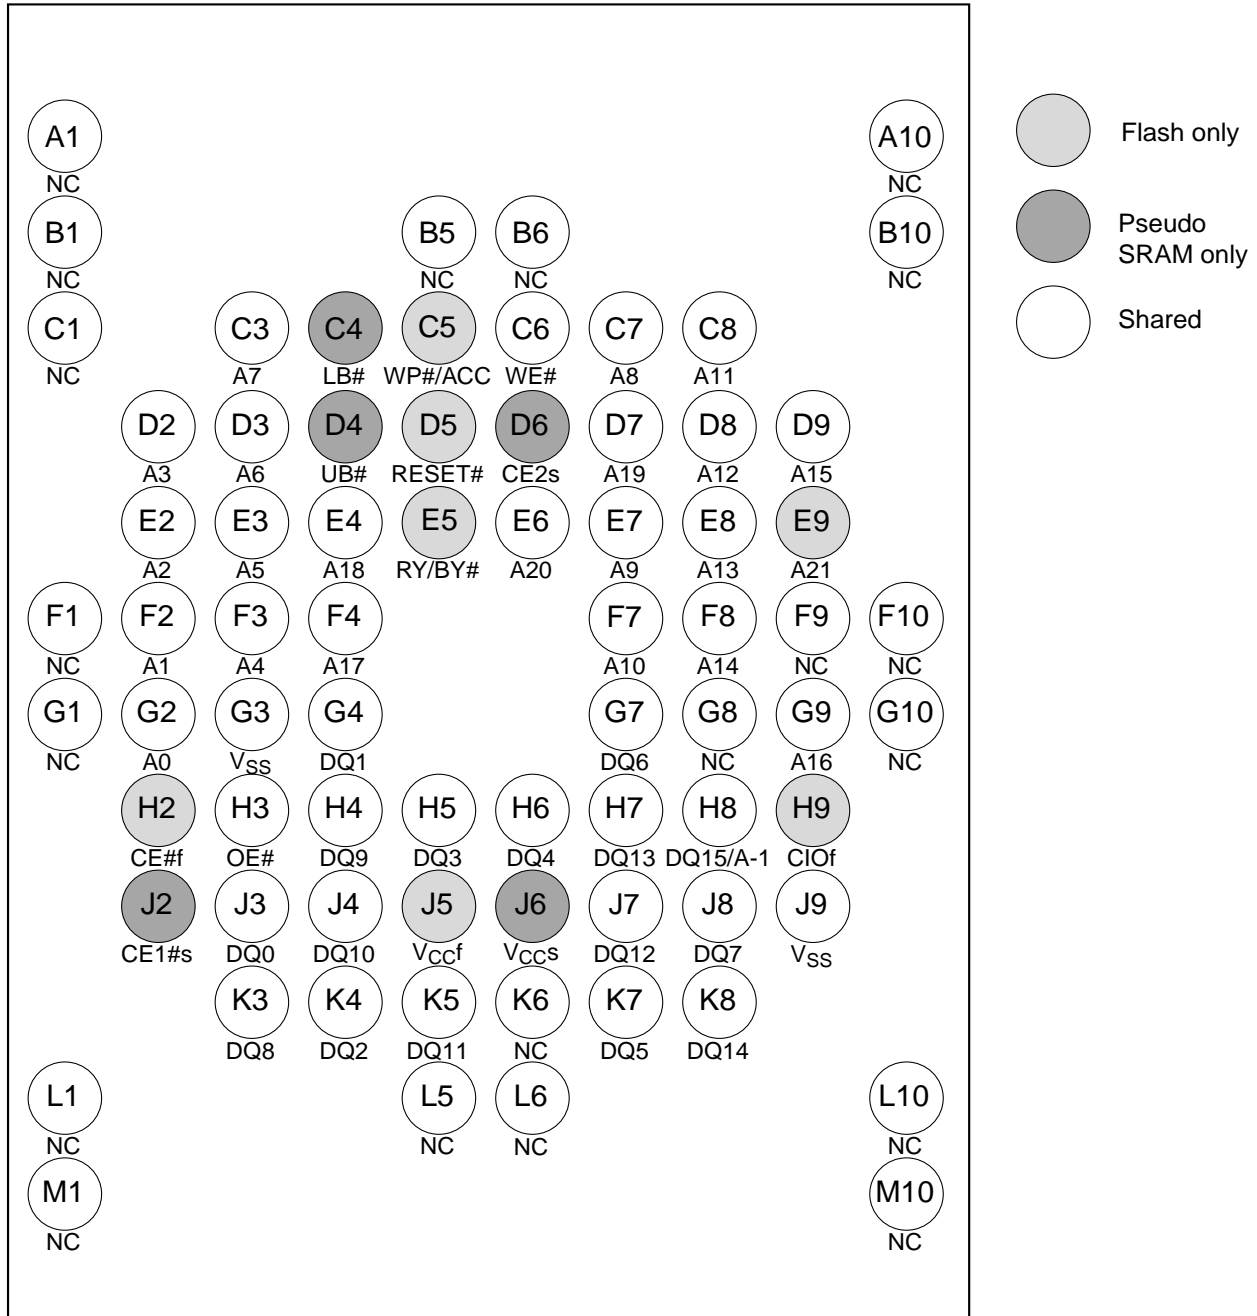 A1 A10
NC NC
B1 B5 B6 B10
NC NC NC NC
C1 C3 C4 C5 C6 C7 C8
NC A7 LB# WP#/ACC WE# A8 A11
D2 D3 D4 D5 D6 D7 D8 D9
A3 A6 UB# RESET# CE2s A19 A12 A15
E2 E3 E4 E5 E6 E7 E8 E9
A2 A5 A18 RY/BY# A20 A9 A13 A21
F1 F2 F3 F4 F7 F8 F9 F10
NC A1 A4 A17 A10 A14 NC NC
G1 G2 G3 G4 G7 G8 G9 G10
NC A0 VSS DQ1 DQ6 NC A16 NC
H2 H3 H4 H5 H6 H7 H8 H9
CE#f OE# DQ9 DQ3 DQ4 DQ13 DQ15/A-1 CIOf
J2 J3 J4 J5 J6 J7 J8 J9
CE1#s DQ0 DQ10 VCCf VCCs DQ12 DQ7 VSS
K3 K4 K5 K6 K7 K8
DQ8 DQ2 DQ11 NC DQ5 DQ14
L1 L5 L6 L10
NC NC NC NC
M1 M10
NC NC
Flash only
Pseudo
SRAM only
Shared